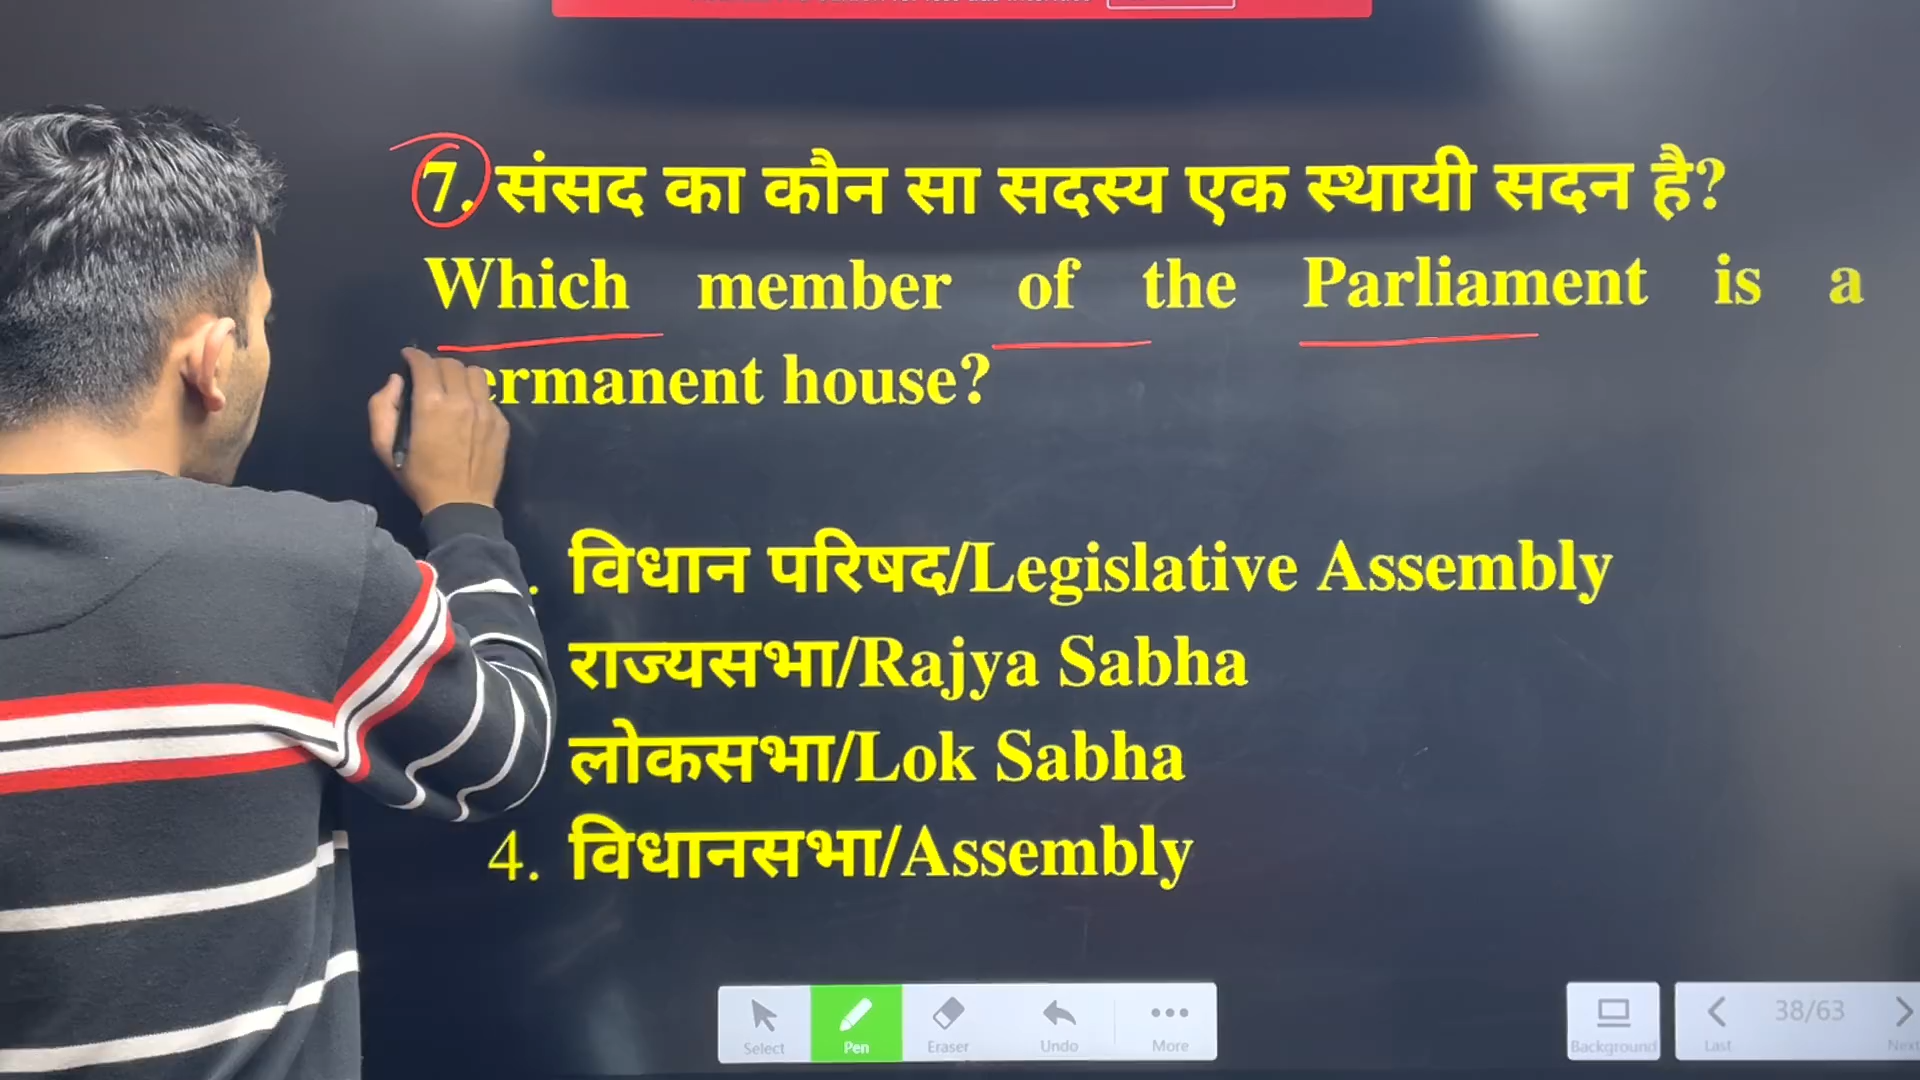 7. संसद का कौन सा सदस्य एक स्थायी सदन है?
Which member of the Parliament is a
house?
विधान परिषद/Legislative Assembly
राज्यसभा/Rajya Sabha
लोकसभा/Lok Sabha
4. विधानसभा/Assembly
Select Pen Eraser Undo More Background Last 38/63 Next